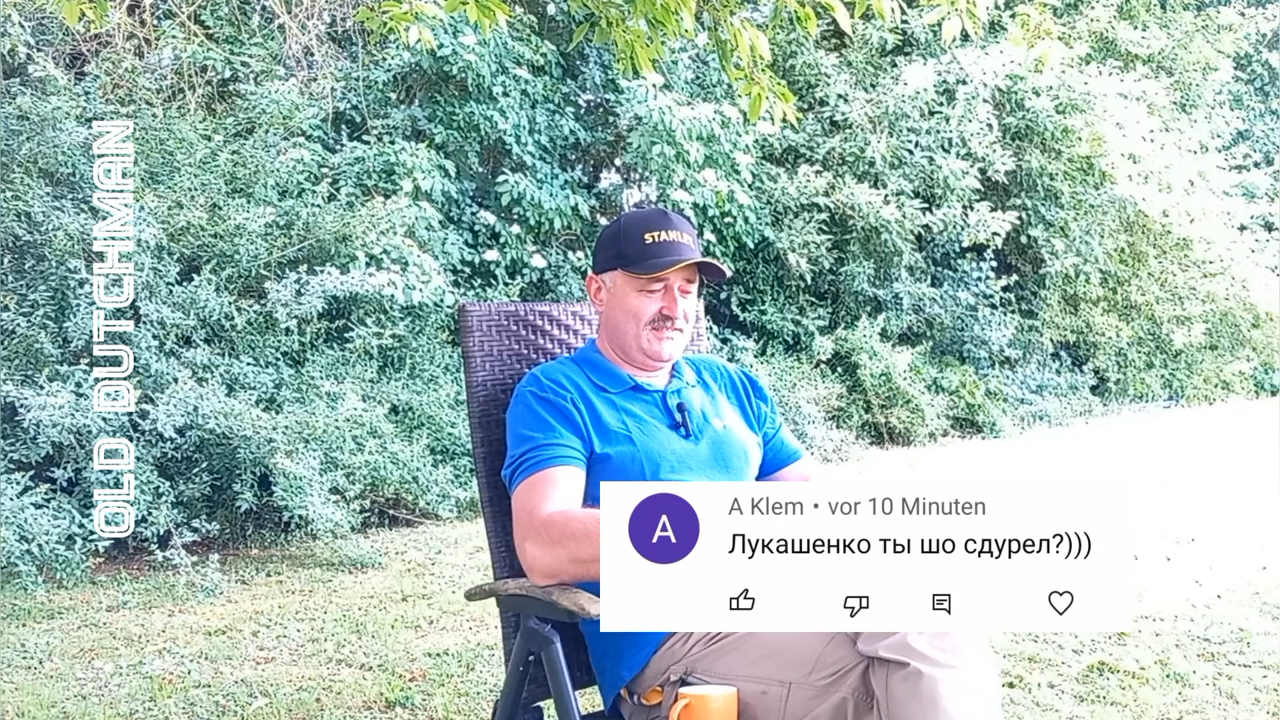 OLD DUTCHMAN
STANLEY
A
A Klem • vor 10 Minuten
Лукашенко ты шо сдурел?)))